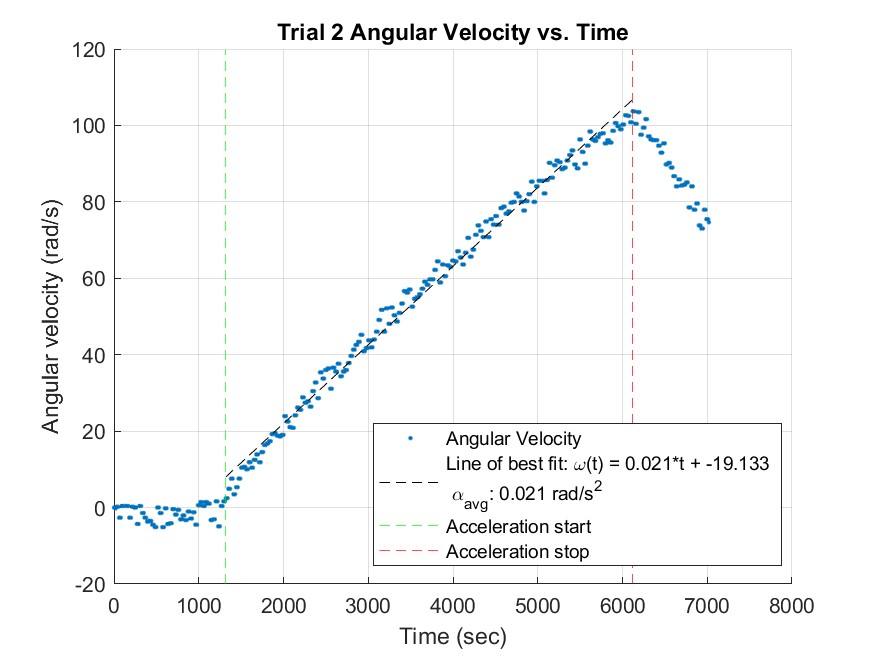 Trial 2 Angular Velocity vs. Time
120
100
80
60
40
20
0
-20
Angular velocity (rad/s)
Angular Velocity
Line of best fit: ω(t) = 0.021*t + -19.133
α_avg: 0.021 rad/s²
Acceleration start
Acceleration stop
0 1000 2000 3000 4000 5000 6000 7000 8000
Time (sec)